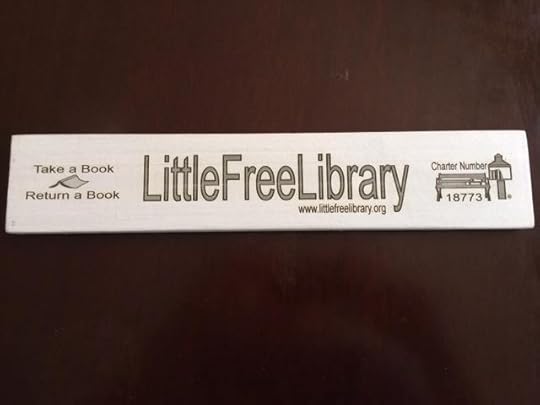 Take a Book
Return a Book
LittleFreeLibrary
www.littlefreelibrary.org
Charter Number
18773
®